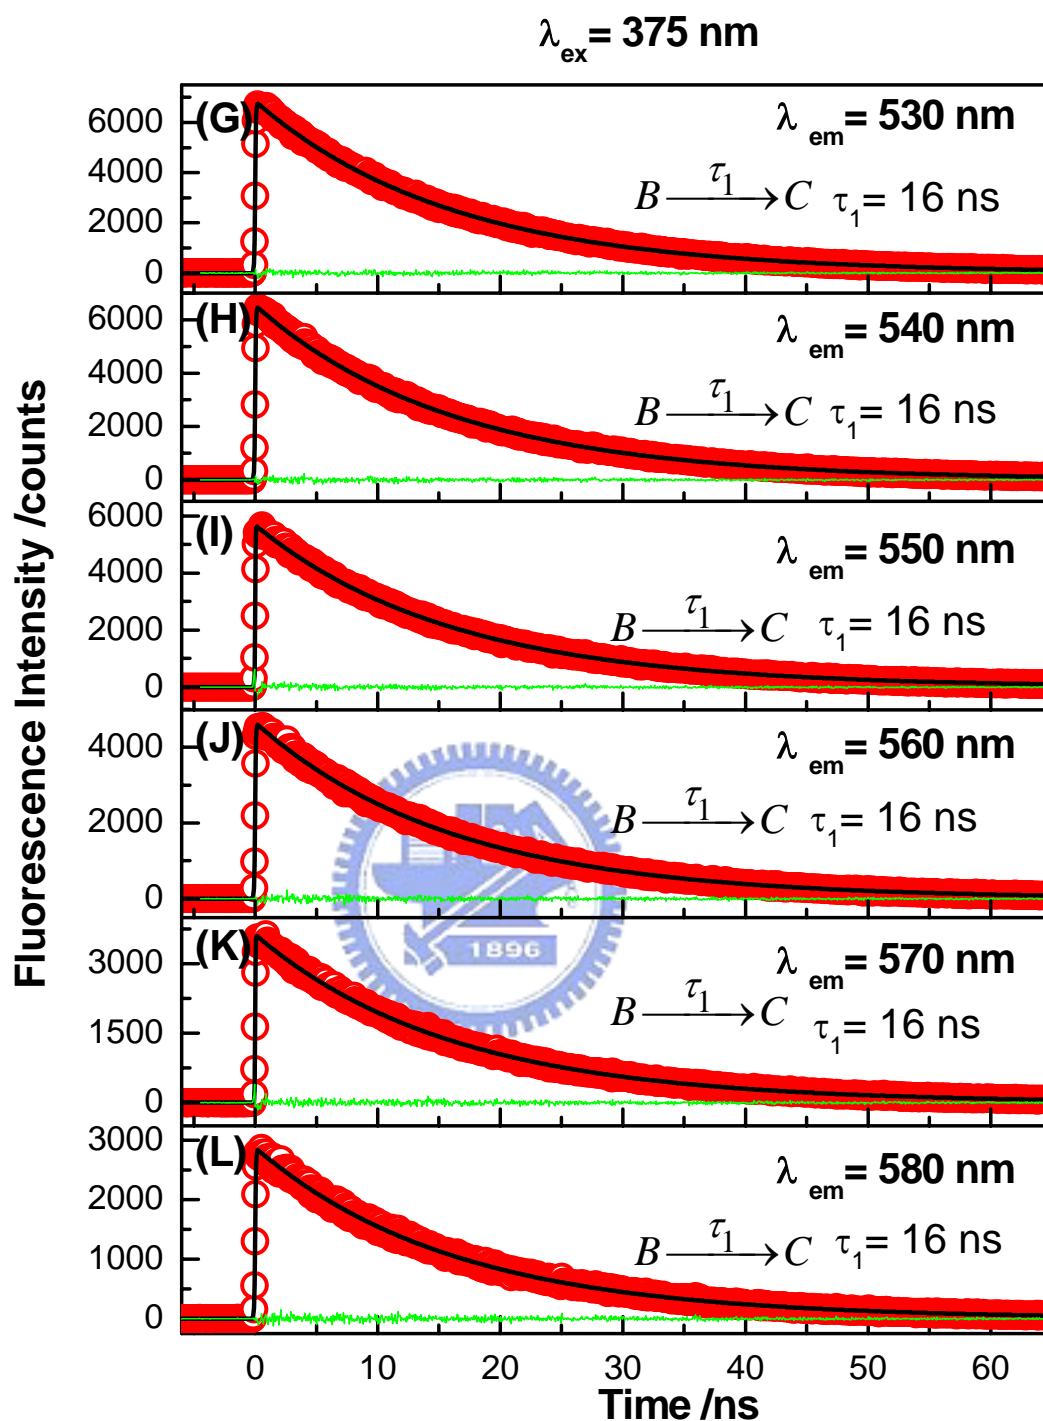 λex = 375 nm
Fluorescence Intensity /counts
(G)
λ em = 530 nm
B τ1→ C τ1 = 16 ns
6000
4000
2000
0
(H)
λ em = 540 nm
B τ1→ C τ1 = 16 ns
6000
4000
2000
0
(I)
λ em = 550 nm
B τ1→ C τ1 = 16 ns
6000
4000
2000
0
(J)
λ em = 560 nm
B τ1→ C τ1 = 16 ns
4000
2000
0
(K)
λ em = 570 nm
B τ1→ C τ1 = 16 ns
3000
1500
0
1896
(L)
λ em = 580 nm
B τ1→ C τ1 = 16 ns
3000
2000
1000
0
0 10 20 30 40 50 60
Time /ns